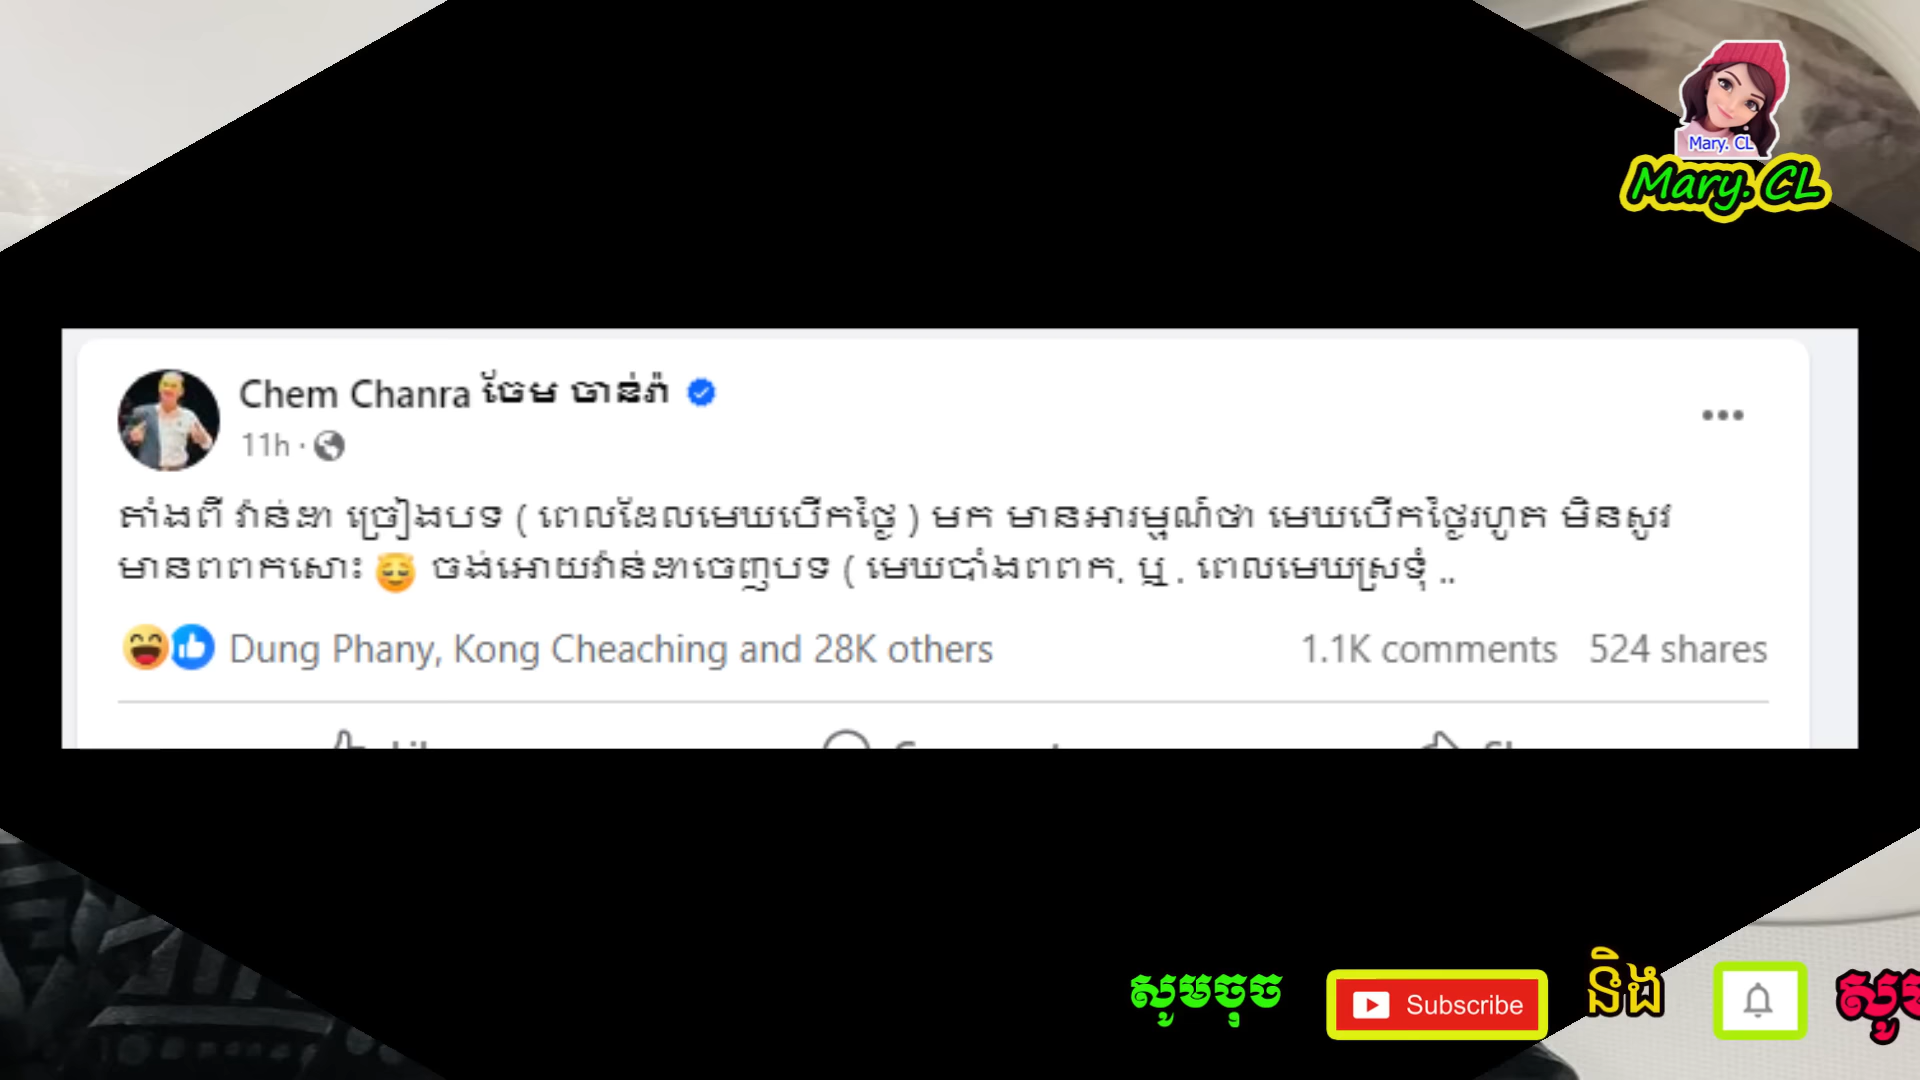 Mary. CL
Mary. CL
Chem Chanra ចែម ចាន់រ៉ា
11h ·
តាំងពី វ៉ាន់ដា ច្រៀងបទ ( ពេលដែលមេឃបើកថ្ងៃ ) មក មានអារម្មណ៍ថា មេឃបើកថ្ងៃរហូត មិនសូវ
មានពពកសោះ 😇 ចង់អោយវ៉ាន់ដាចេញបទ ( មេឃបាំងពពក. ឬ . ពេលមេឃស្រទុំ ..
Dung Phany, Kong Cheaching and 28K others 1.1K comments 524 shares
សូមចុច Subscribe និង